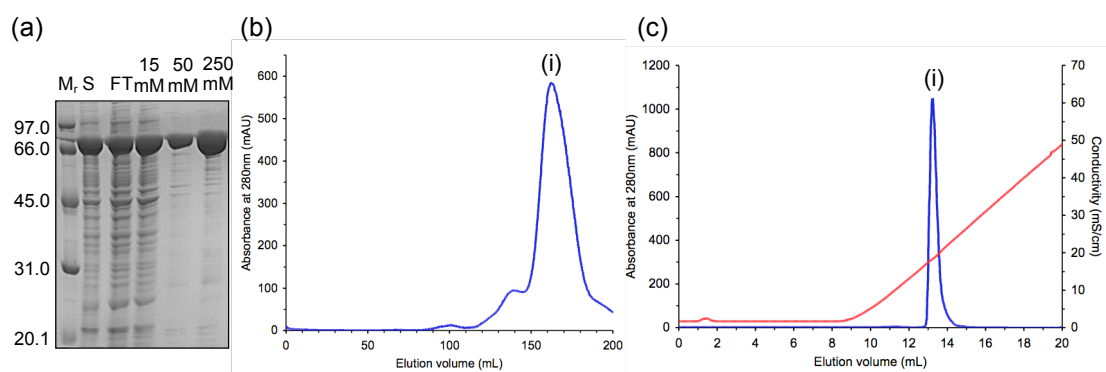 (a)
15 50 250
Mr S FT mM mM mM
97.0
66.0
45.0
31.0
20.1
(b)
(i)
600
500
400
300
200
100
0
Absorbance at 280nm (mAU)
0 50 100 150 200
Elution volume (mL)
(c)
(i)
1200
1000
800
600
400
200
0
Absorbance at 280nm (mAU)
70
60
50
40
30
20
10
0
Conductivity (mS/cm)
0 2 4 6 8 10 12 14 16 18 20
Elution volume (mL)